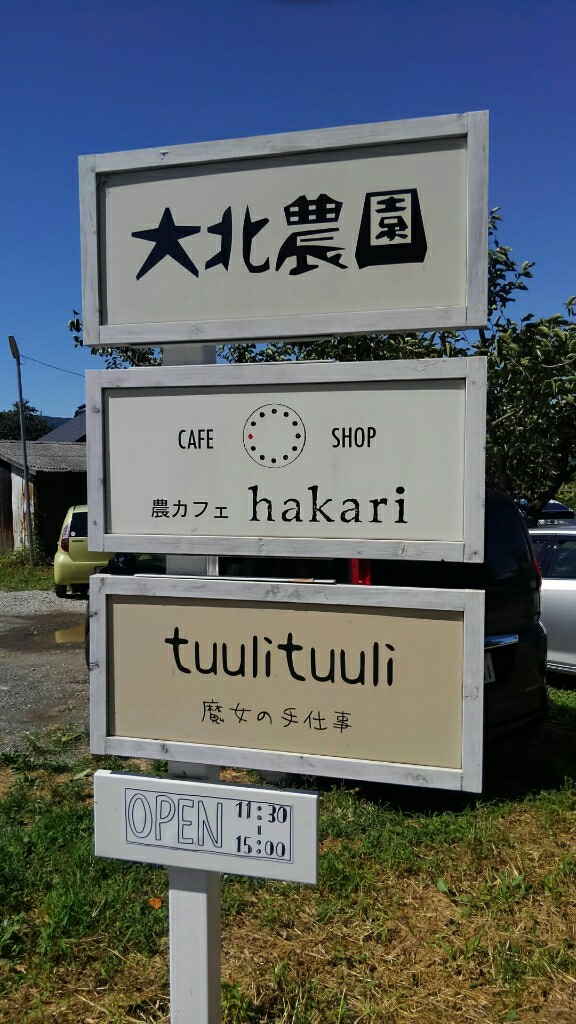 大北農園
CAFE SHOP
農カフェ hakari
tuulituuli
魔女の手仕事
OPEN 11:30
15:00